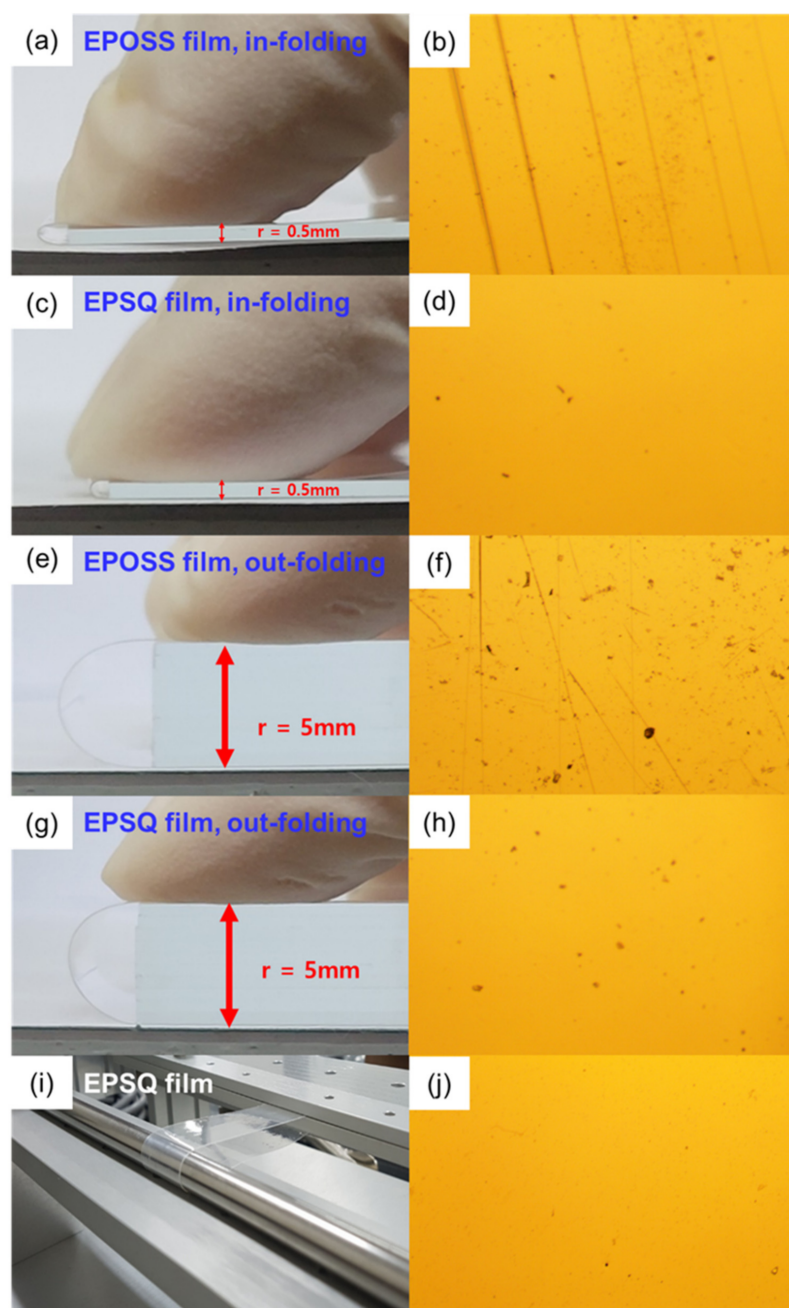 (a) EPOSS film, in-folding
(b)
r = 0.5mm
(c) EPSQ film, in-folding
(d)
r = 0.5mm
(e) EPOSS film, out-folding
(f)
r = 5mm
(g) EPSQ film, out-folding
(h)
r = 5mm
(i) EPSQ film
(j)